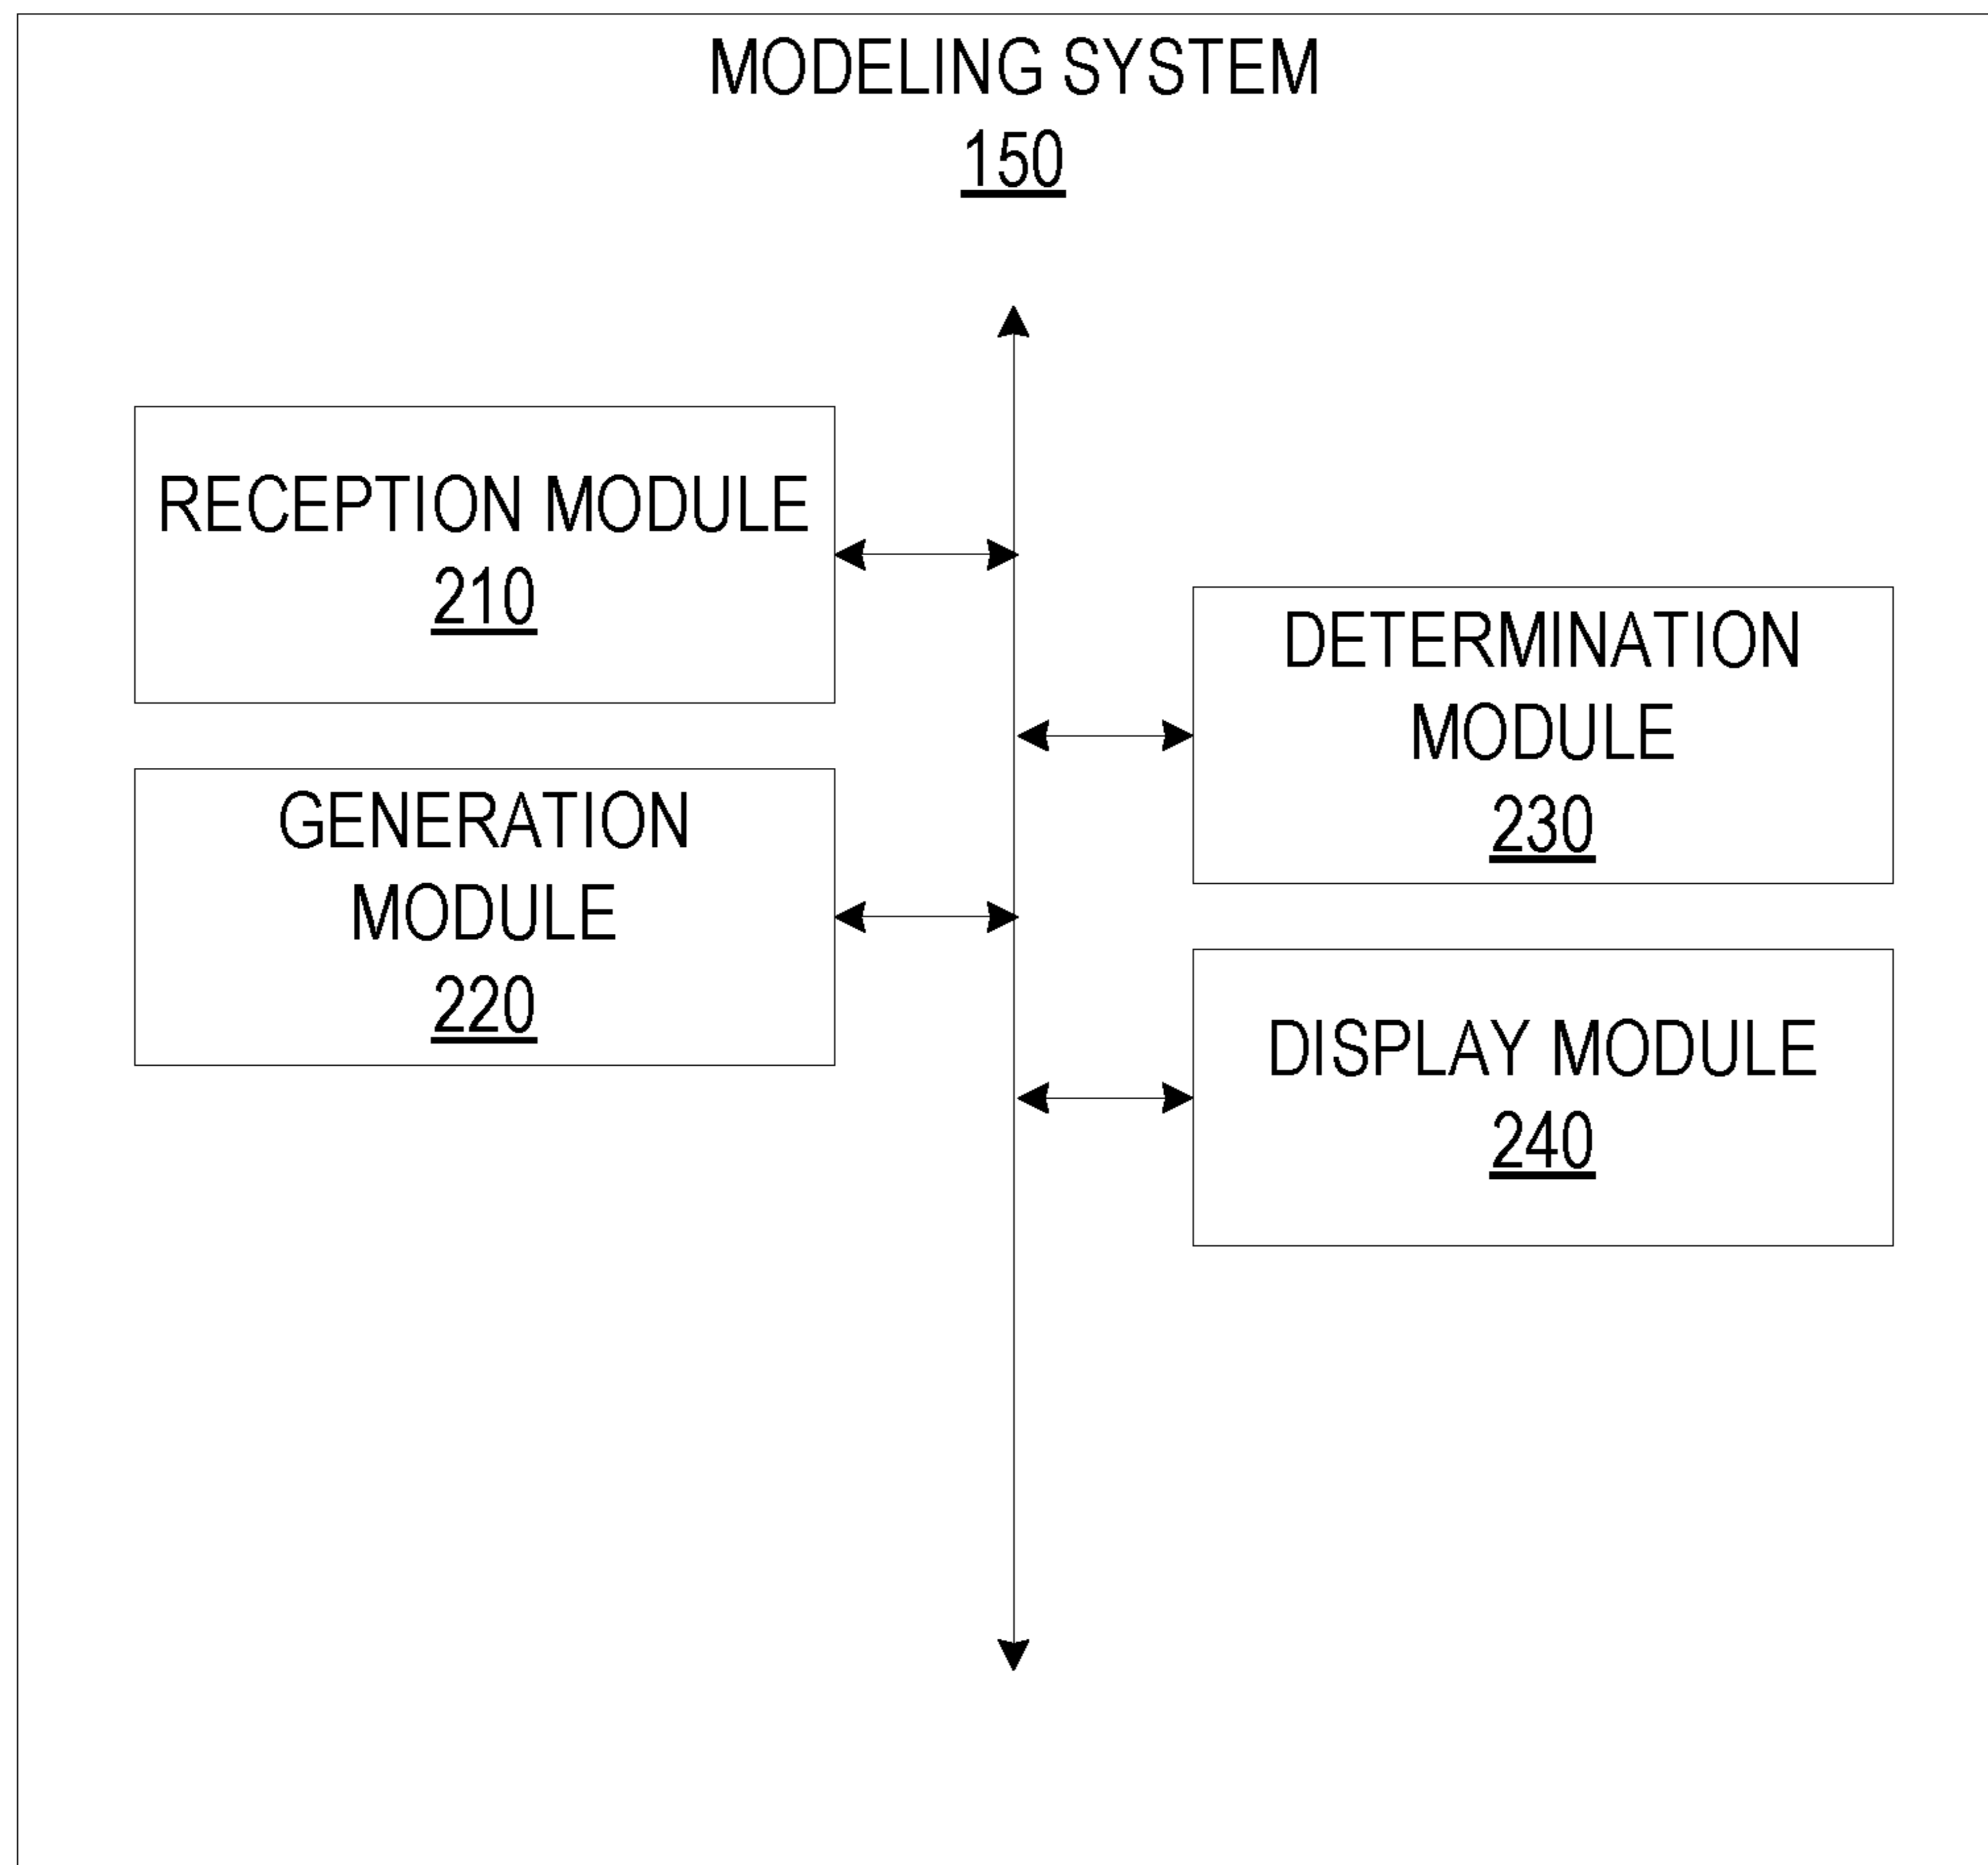 MODELING SYSTEM
150
RECEPTION MODULE
210
GENERATION
MODULE
220
DETERMINATION
MODULE
230
DISPLAY MODULE
240